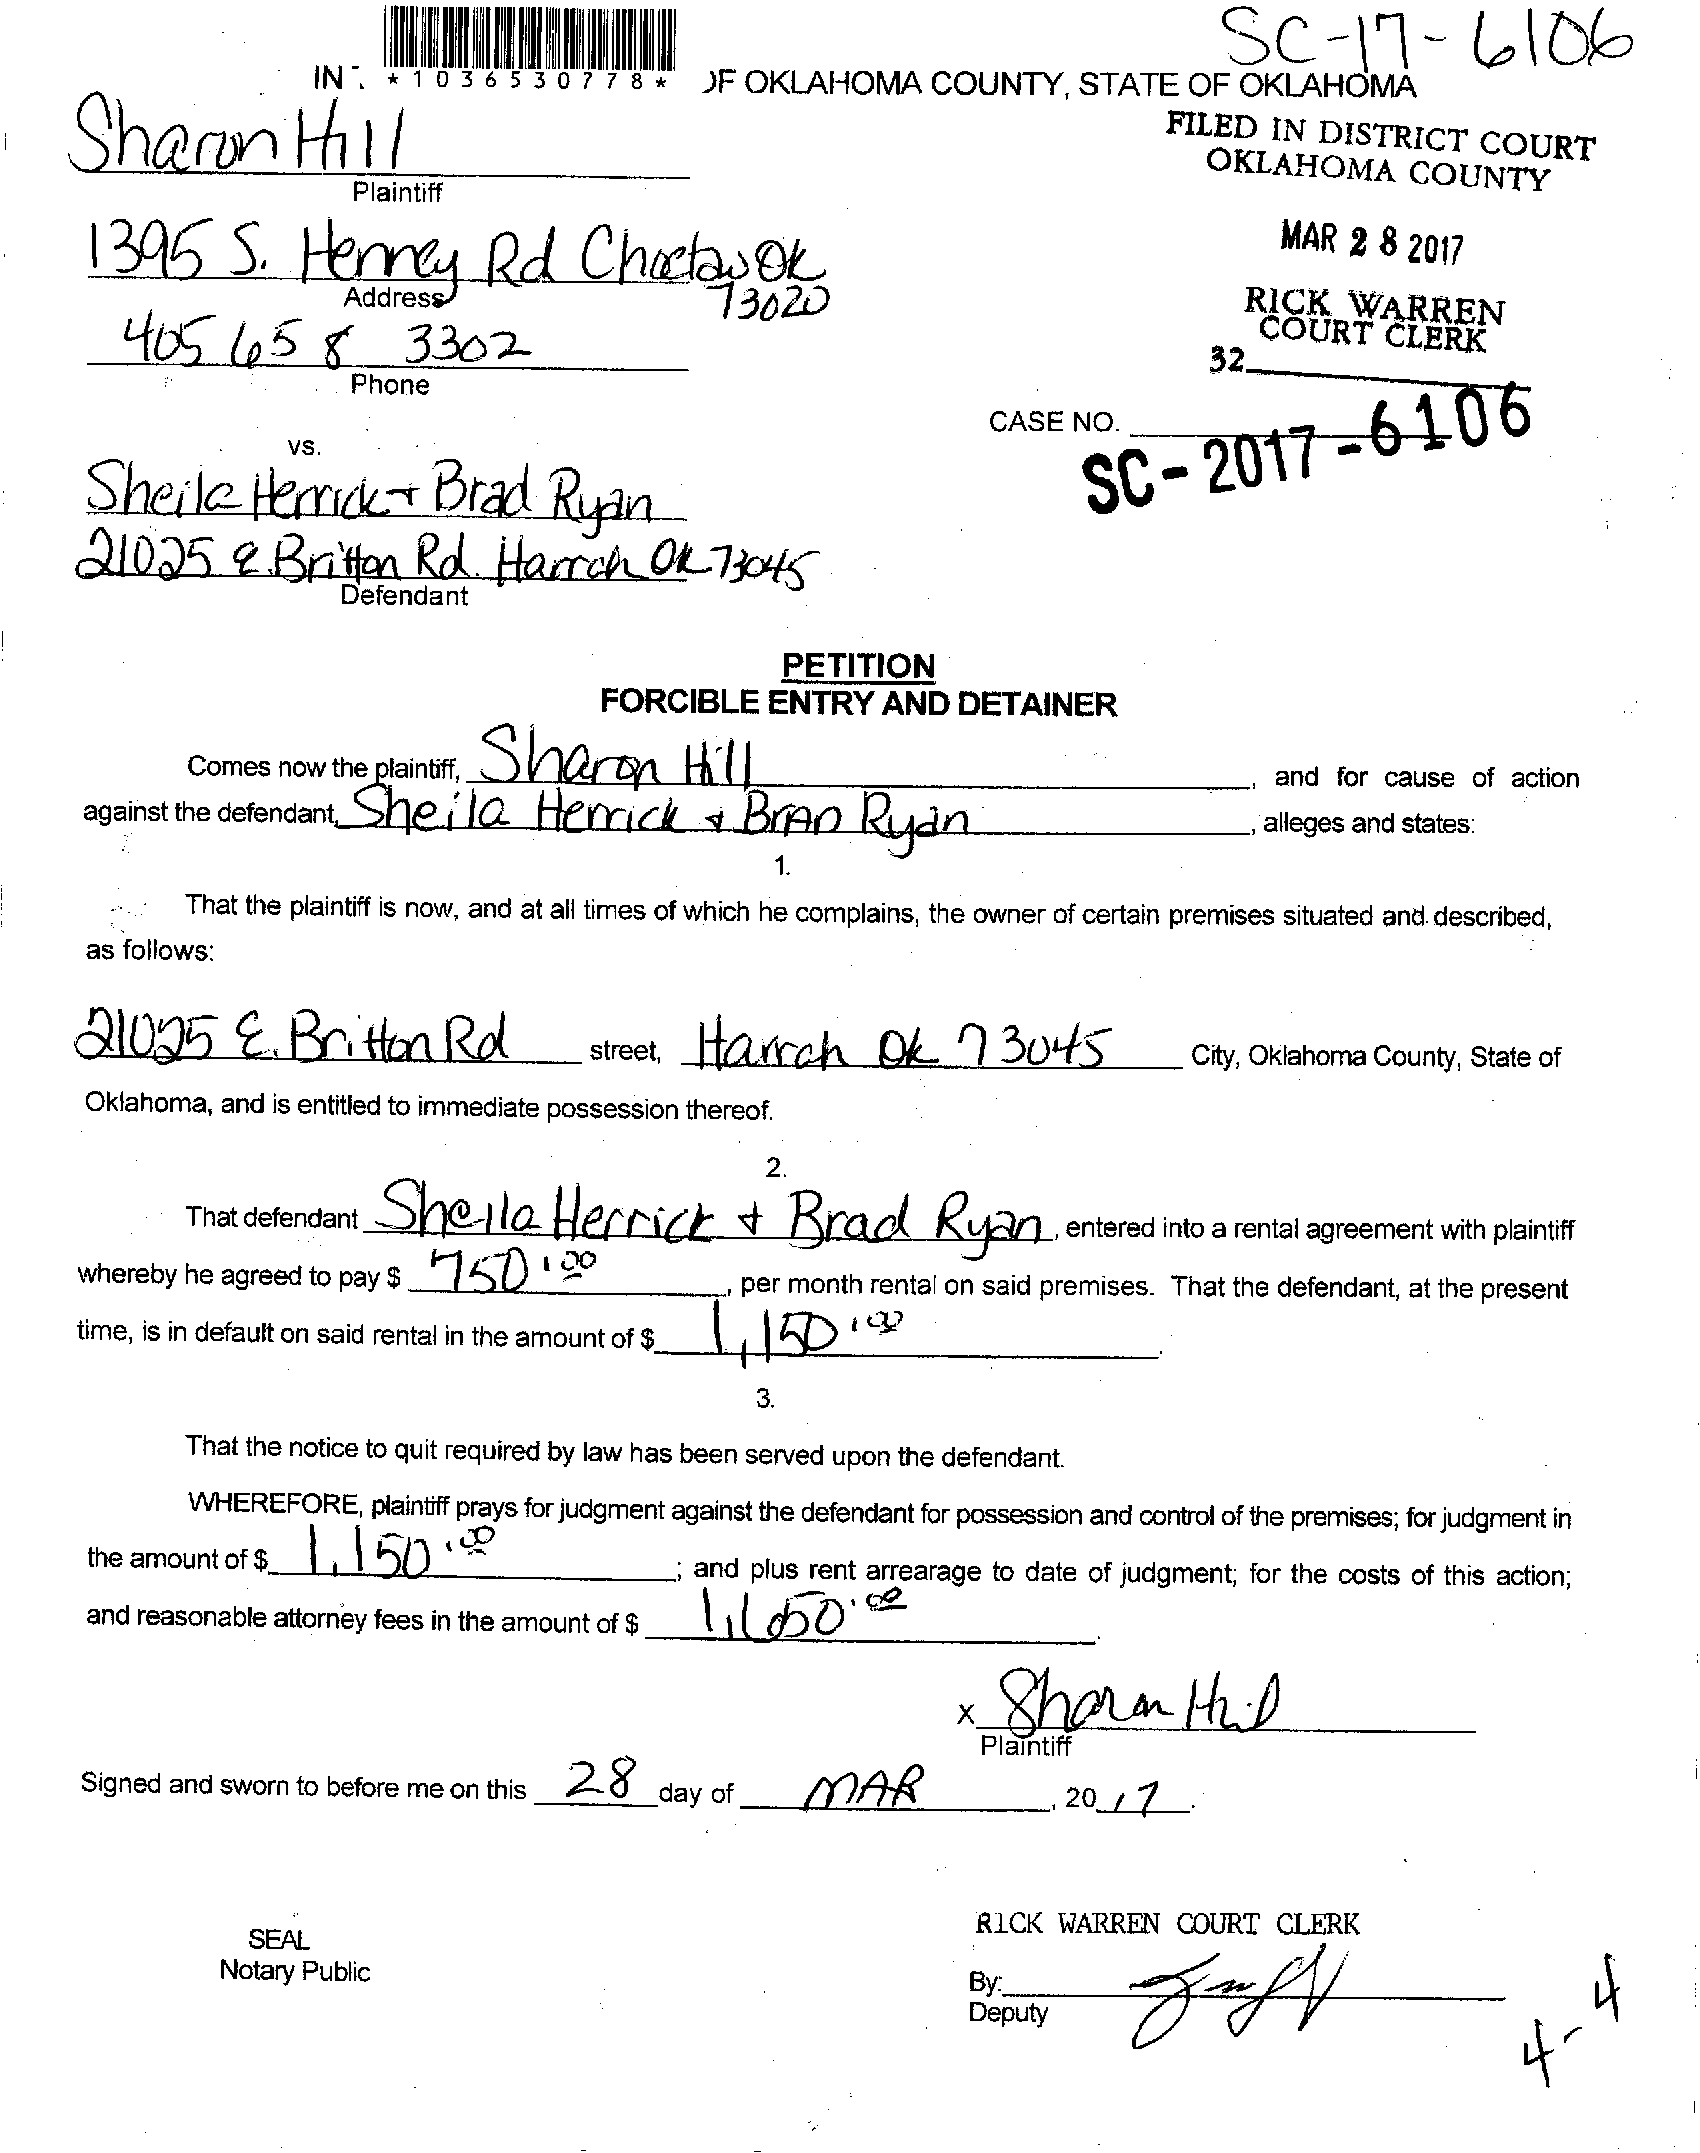 SC-17-6106
IN *1036530778* OF OKLAHOMA COUNTY, STATE OF OKLAHOMA
Sharon Hill
Plaintiff
FILED IN DISTRICT COURT
OKLAHOMA COUNTY
1395 S. Henney Rd Choctaw Ok
73020
Address
MAR 28 2017
RICK WARREN
COURT CLERK
32
405 658 3302
Phone
CASE NO.
SC-2017-6106
vs.
Sheila Herrick + Brad Ryan
21025 E. Britton Rd. Harrah OK 73045
Defendant
PETITION
FORCIBLE ENTRY AND DETAINER
Comes now the plaintiff, Sharon Hill, and for cause of action
against the defendant, Sheila Herrick + Brad Ryan, alleges and states:
1.
That the plaintiff is now, and at all times of which he complains, the owner of certain premises situated and described,
as follows:
21025 E. Britton Rd street, Harrah Ok 73045 City, Oklahoma County, State of
Oklahoma, and is entitled to immediate possession thereof.
2.
That defendant Sheila Herrick + Brad Ryan, entered into a rental agreement with plaintiff
whereby he agreed to pay $ 750.00, per month rental on said premises. That the defendant, at the present
time, is in default on said rental in the amount of $ 1,150.00.
3.
That the notice to quit required by law has been served upon the defendant.
WHEREFORE, plaintiff prays for judgment against the defendant for possession and control of the premises; for judgment in
the amount of $ 1,150.00; and plus rent arrearage to date of judgment; for the costs of this action;
and reasonable attorney fees in the amount of $
x Sharon Hill
Plaintiff
Signed and sworn to before me on this 28 day of MAR, 2017.
SEAL
Notary Public
RICK WARREN COURT CLERK
By:
Deputy
4-4